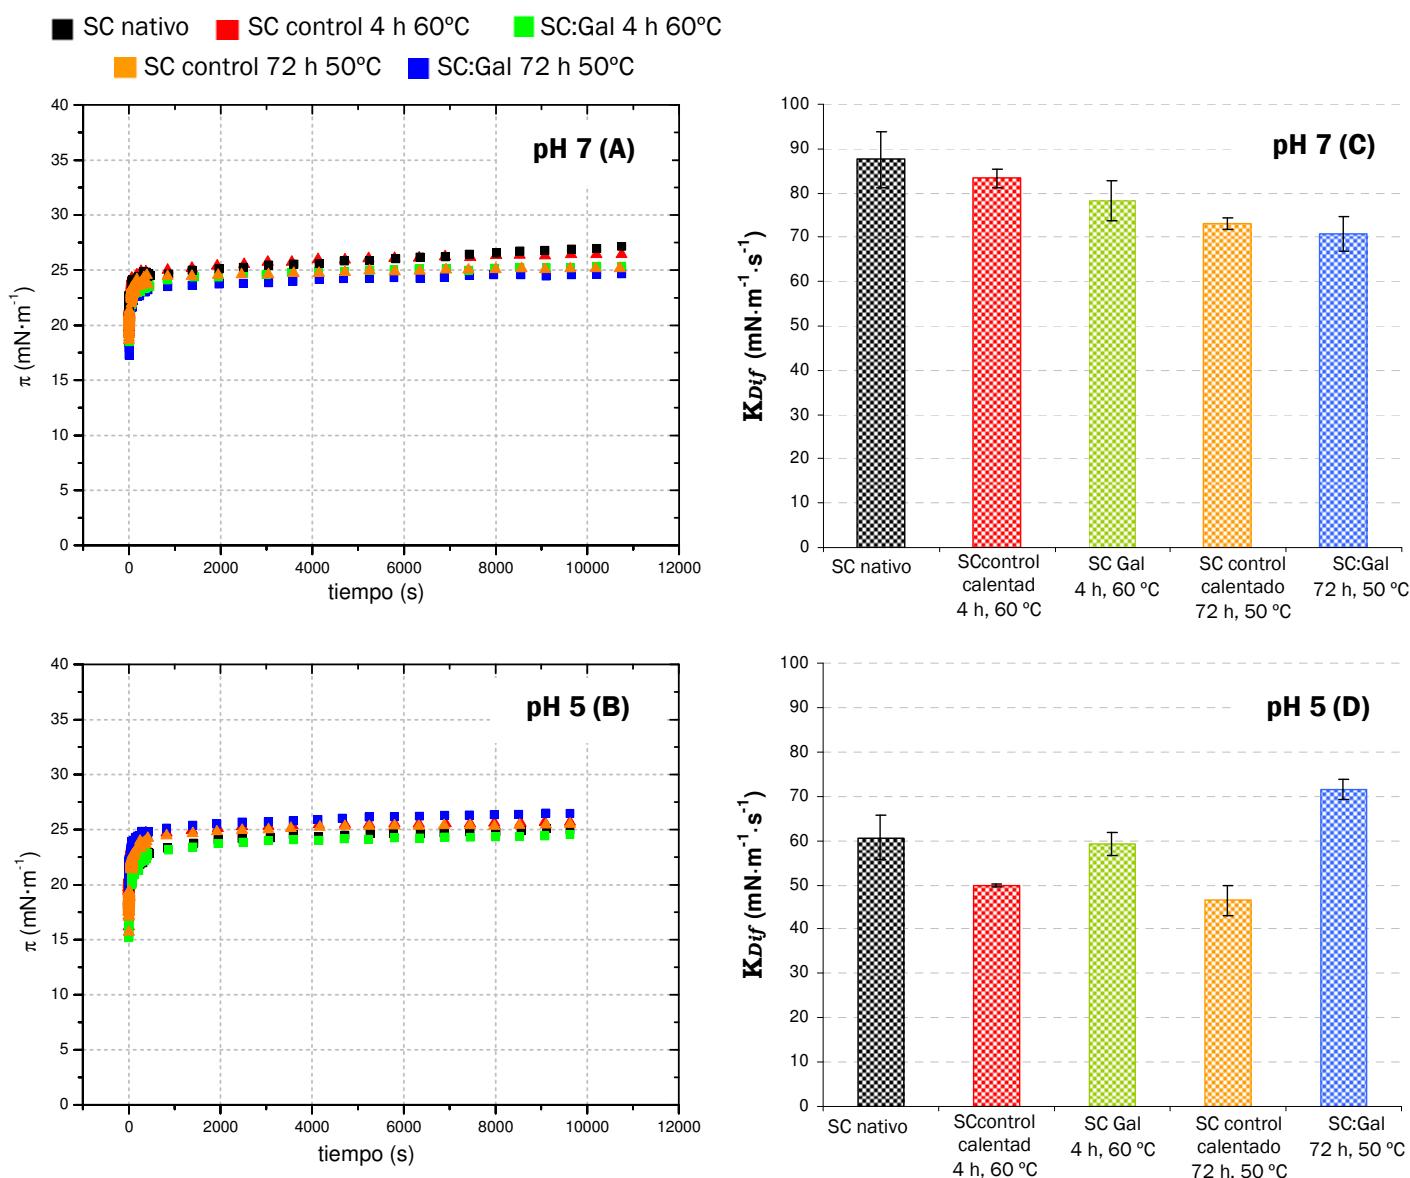 SC nativo SC control 4 h 60ºC SC:Gal 4 h 60ºC
SC control 72 h 50ºC SC:Gal 72 h 50ºC
pH 7 (A)
π (mN·m⁻¹)
40
35
30
25
20
15
10
5
0
0 2000 4000 6000 8000 10000 12000
tiempo (s)
pH 7 (C)
K_Dif (mN·m⁻¹·s⁻¹)
100
90
80
70
60
50
40
30
20
10
0
SC nativo
SCcontrol
calentad
4 h, 60 ºC
SC Gal
4 h, 60 ºC
SC control
calentado
72 h, 50 ºC
SC:Gal
72 h, 50 ºC
pH 5 (B)
π (mN·m⁻¹)
40
35
30
25
20
15
10
5
0
0 2000 4000 6000 8000 10000 12000
tiempo (s)
pH 5 (D)
K_Dif (mN·m⁻¹·s⁻¹)
100
90
80
70
60
50
40
30
20
10
0
SC nativo
SCcontrol
calentad
4 h, 60 ºC
SC Gal
4 h, 60 ºC
SC control
calentado
72 h, 50 ºC
SC:Gal
72 h, 50 ºC